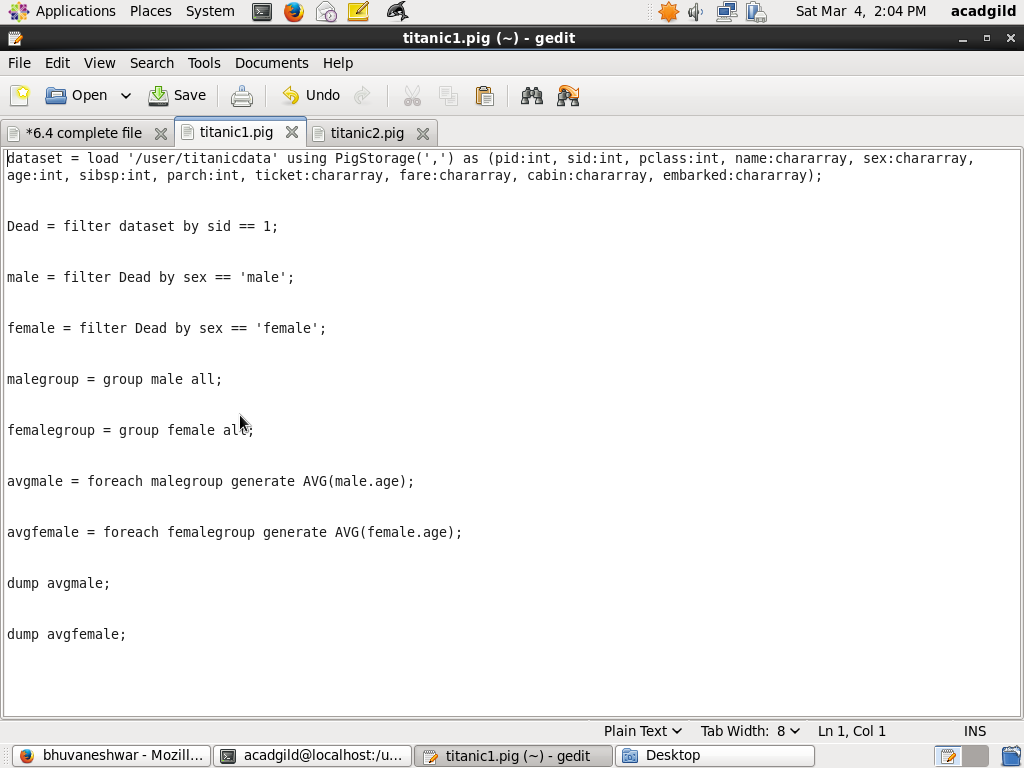 Applications Places System Sat Mar 4, 2:04 PM acadgild
titanic1.pig (~) - gedit
File Edit View Search Tools Documents Help
Open Save Undo
*6.4 complete file titanic1.pig titanic2.pig
dataset = load '/user/titanicdata' using PigStorage(',') as (pid:int, sid:int, pclass:int, name:chararray, sex:chararray,
age:int, sibsp:int, parch:int, ticket:chararray, fare:chararray, cabin:chararray, embarked:chararray);
Dead = filter dataset by sid == 1;
male = filter Dead by sex == 'male';
female = filter Dead by sex == 'female';
malegroup = group male all;
femalegroup = group female all;
avgmale = foreach malegroup generate AVG(male.age);
avgfemale = foreach femalegroup generate AVG(female.age);
dump avgmale;
dump avgfemale;
Plain Text Tab Width: 8 Ln 1, Col 1 INS
bhuvaneshwar - Mozill... acadgild@localhost:/u... titanic1.pig (~) - gedit Desktop